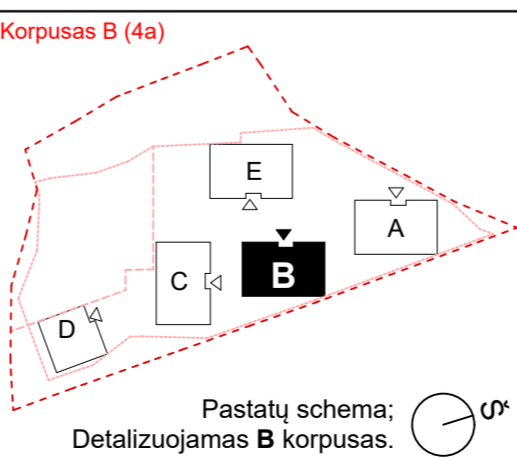 Korpusas B (4a)
E
A
B
C
D
Pastatų schema;
Detalizuojamas B korpusas.
Š